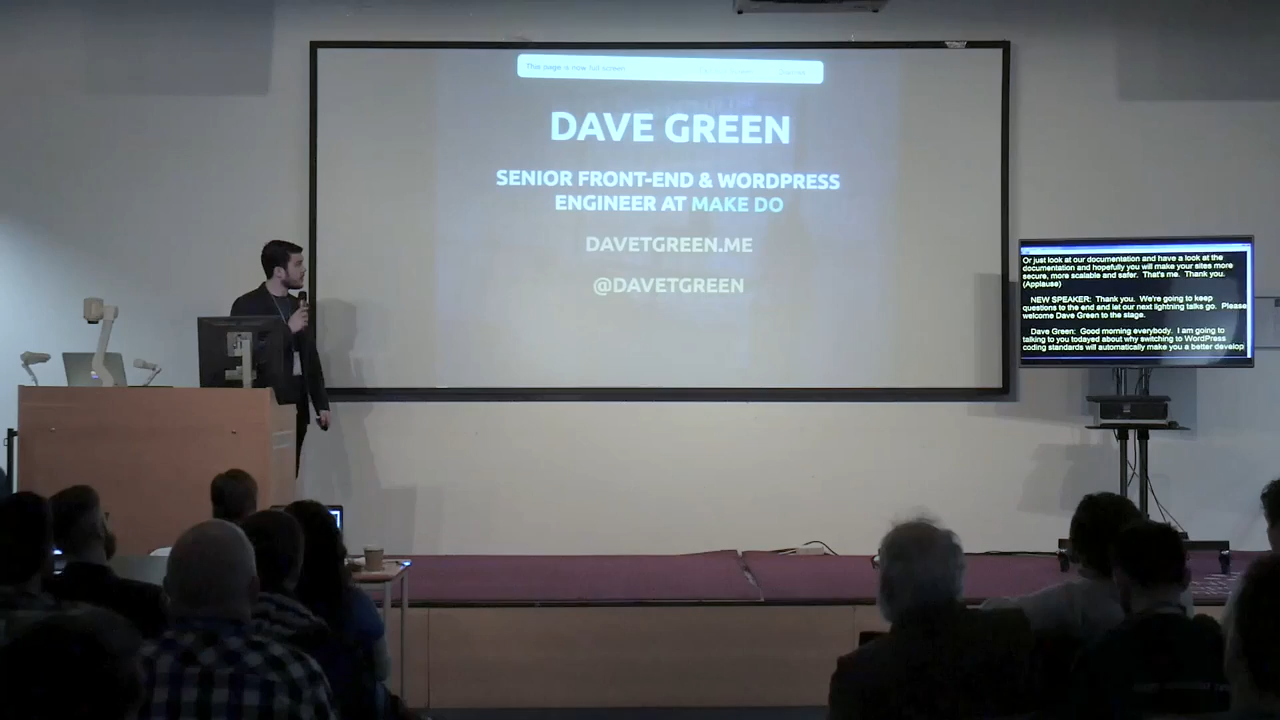 This page is now full screen
DAVE GREEN
SENIOR FRONT-END & WORDPRESS
ENGINEER AT MAKE DO
DAVETGREEN.ME
@DAVETGREEN
Or just look at our documentation and have a look at the
documentation and hopefully you will make your sites more
secure, more scalable and safer. That's me. Thank you.
(Applause)
NEW SPEAKER: Thank you. We're going to keep
questions to the end and let our next lightning talks go. Please
welcome Dave Green to the stage.
Dave Green: Good morning everybody. I am going to
talking to you todayed about why switching to WordPress
coding standards will automatically make you a better develop